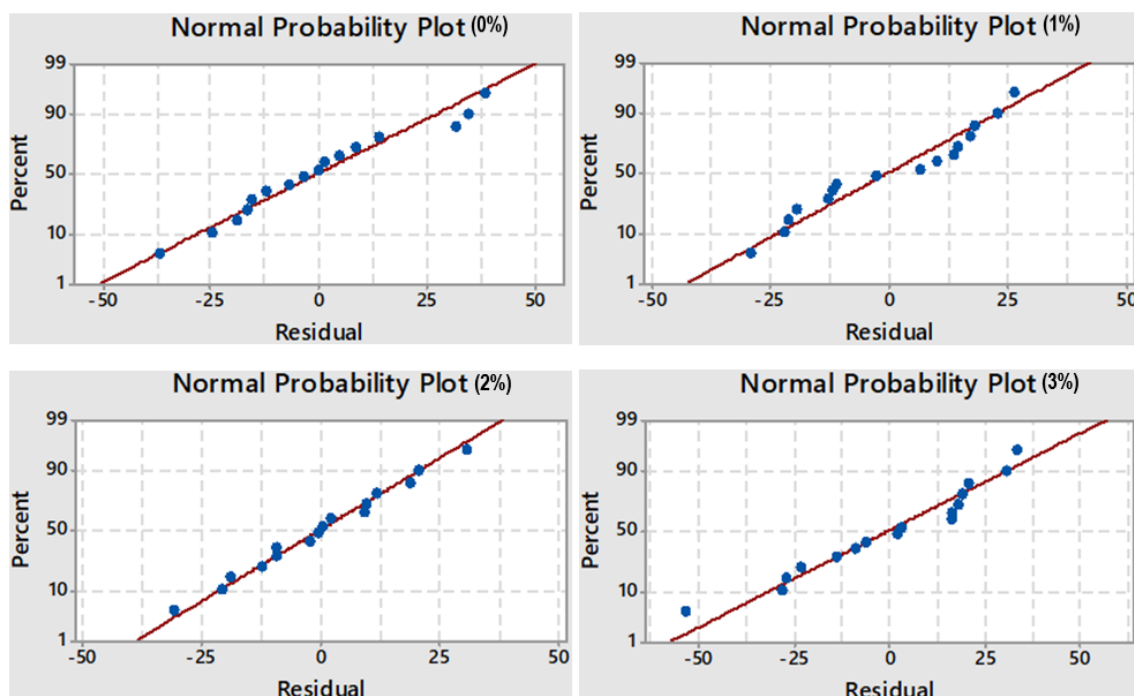 Normal Probability Plot (0%)
99
90
50
10
1
Percent
-50 -25 0 25 50
Residual
Normal Probability Plot (1%)
99
90
50
10
1
Percent
-50 -25 0 25 50
Residual
Normal Probability Plot (2%)
99
90
50
10
1
Percent
-50 -25 0 25 50
Residual
Normal Probability Plot (3%)
99
90
50
10
1
Percent
-50 -25 0 25 50
Residual